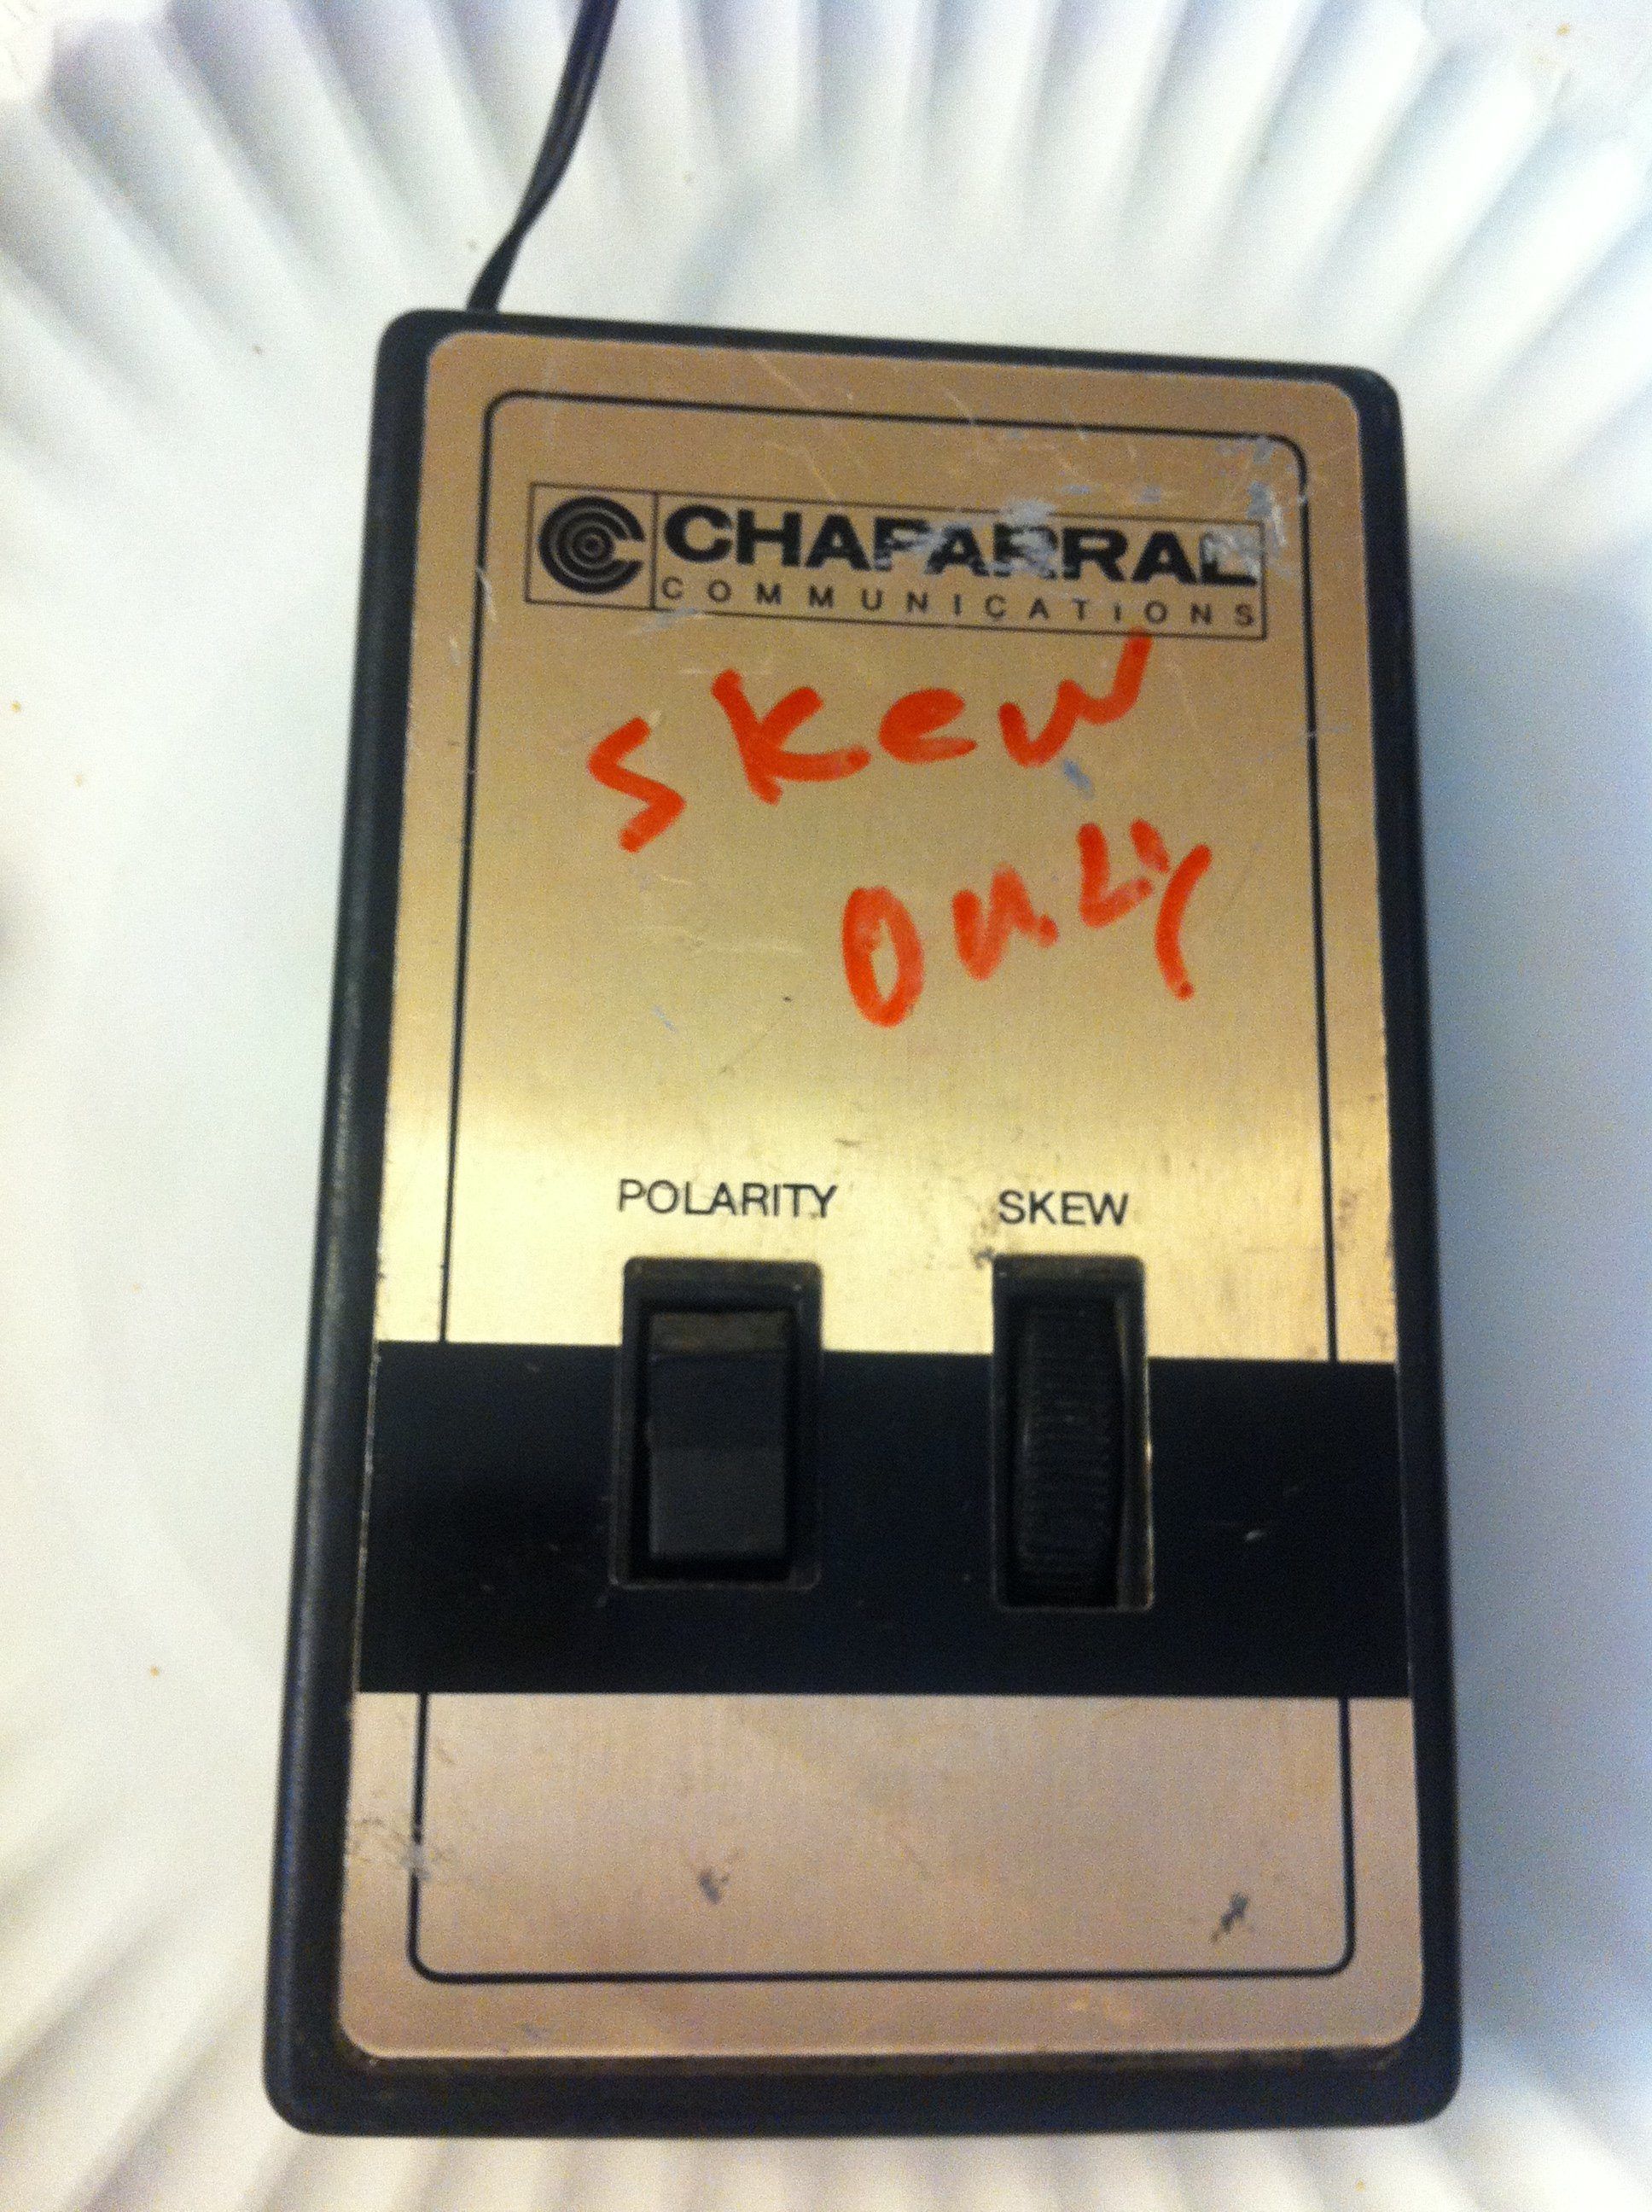 CHAPARRAL
COMMUNICATIONS
SKEW
ONLY
POLARITY SKEW